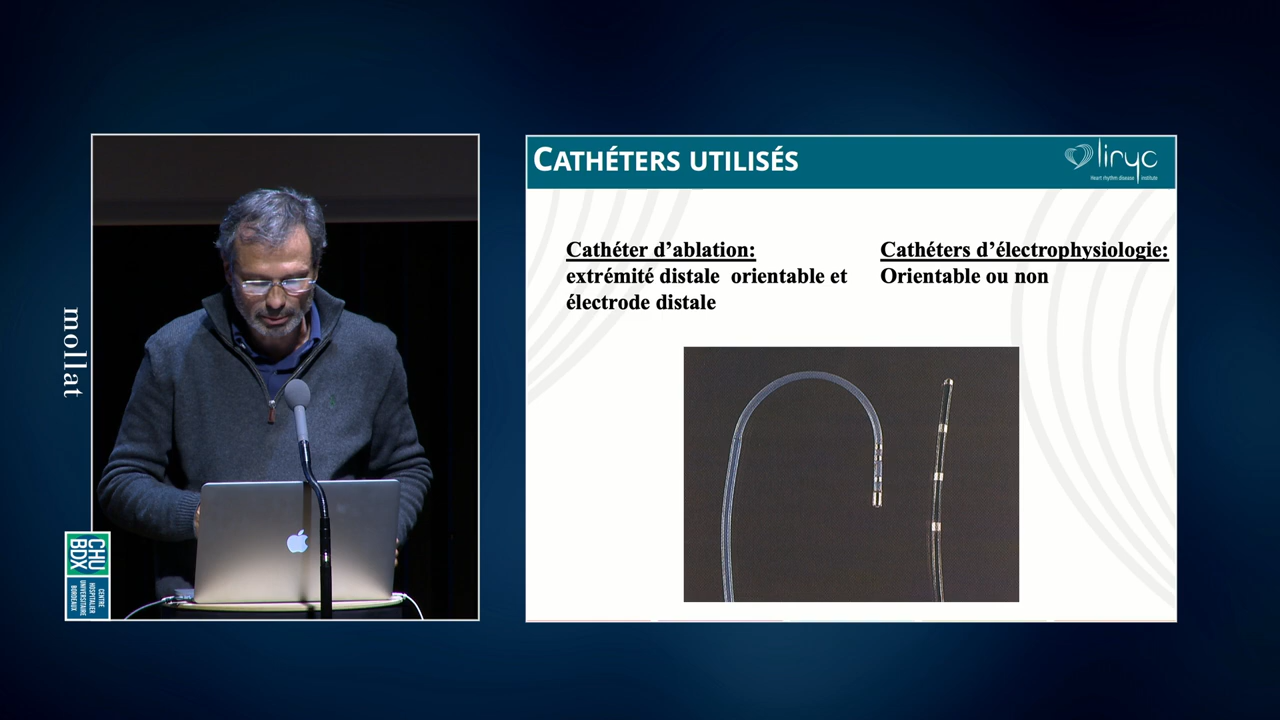 mollat
CHU
BDX
CENTRE
HOSPITALIER
UNIVERSITAIRE
BORDEAUX
CATHÉTERS UTILISÉS
liryc
Heart rhythm disease institute
Cathéter d’ablation:
extrémité distale orientable et
électrode distale
Cathéters d’électrophysiologie:
Orientable ou non